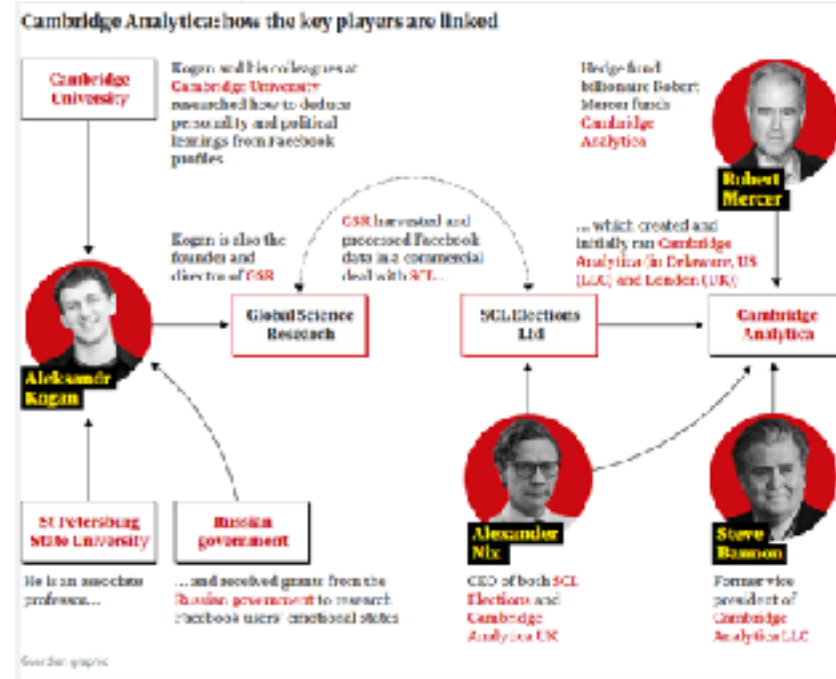 Cambridge Analytica: how the key players are linked
Cambridge
University
Kogan and his colleagues at
Cambridge University
researched how to deduce
personality and political
leanings from Facebook
profiles
Hedge fund
billionaire Robert
Mercer funds
Cambridge
Analytica
Robert
Mercer
Kogan is also the
founder and
director of GSR
GSR harvested and
processed Facebook
data in a commercial
deal with SCL...
... which created and
initially ran Cambridge
Analytica (in Delaware, US
(LLC) and London (UK))
Global Science
Research
SCL Elections
Ltd
Cambridge
Analytica
Aleksandr
Kogan
St Petersburg
State University
Russian
government
Alexander
Nix
Steve
Bannon
He is an associate
professor...
... and received grants from the
Russian government to research
Facebook users' emotional states
CEO of both SCL
Elections and
Cambridge
Analytica UK
Former vice
president of
Cambridge
Analytica LLC
Guardian graphic